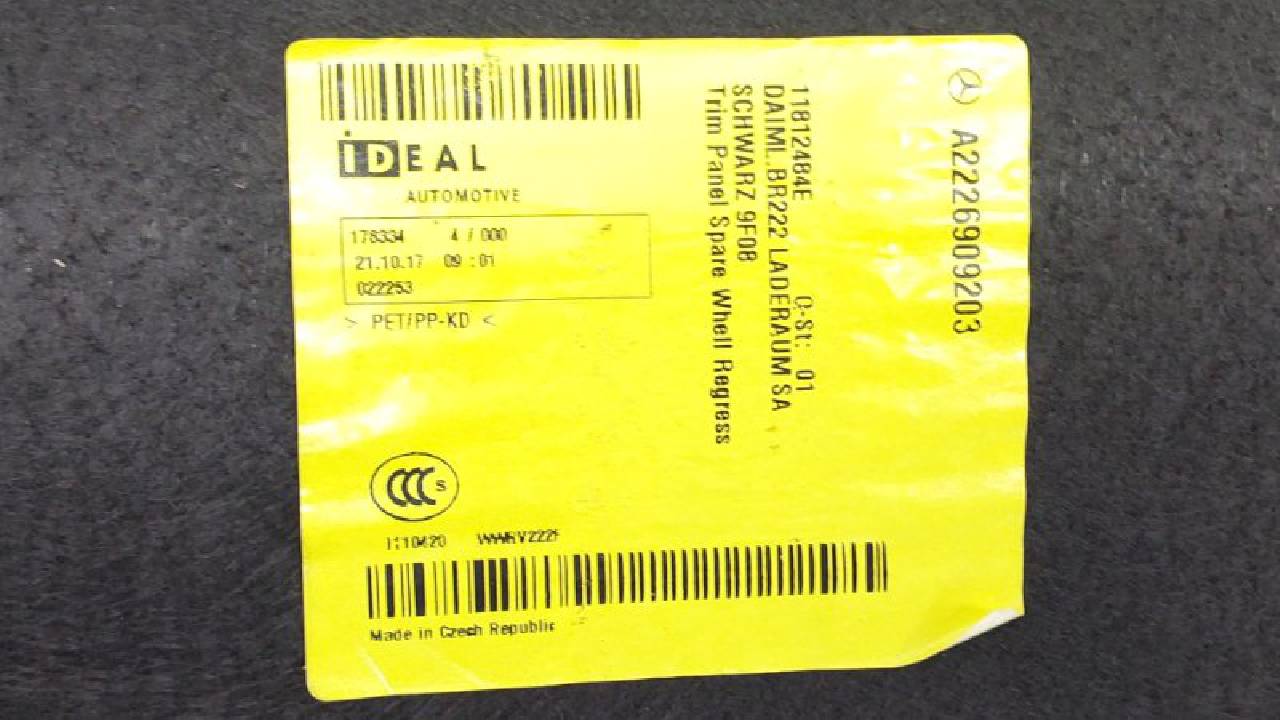 IDEAL
AUTOMOTIVE
178334 4 / 000
21.10.17 09:01
022253
> PET/PP-KD <
CCC S
Made in Czech Republic
A2226909203
11812484E Q-St: 01
DAIML.BR222 LADERAUM SA
SCHWARZ 9F08
Trim Panel Spare Whell Regress